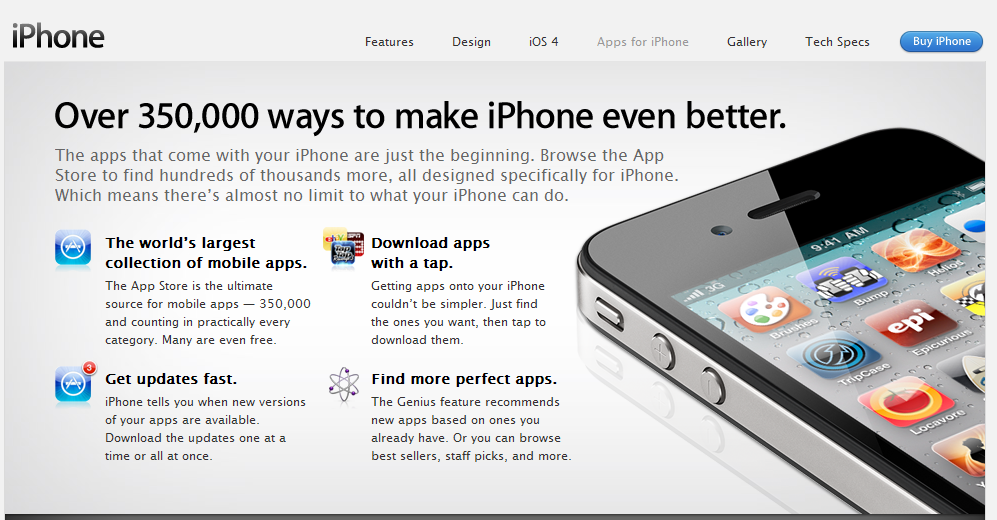 iPhone
Features
Design
iOS 4
Apps for iPhone
Gallery
Tech Specs
Buy iPhone
Over 350,000 ways to make iPhone even better.
The apps that come with your iPhone are just the beginning. Browse the App
Store to find hundreds of thousands more, all designed specifically for iPhone.
Which means there’s almost no limit to what your iPhone can do.
The world’s largest
collection of mobile apps.
The App Store is the ultimate
source for mobile apps — 350,000
and counting in practically every
category. Many are even free.
Download apps
with a tap.
Getting apps onto your iPhone
couldn’t be simpler. Just find
the ones you want, then tap to
download them.
3
Get updates fast.
iPhone tells you when new versions
of your apps are available.
Download the updates one at a
time or all at once.
Find more perfect apps.
The Genius feature recommends
new apps based on ones you
already have. Or you can browse
best sellers, staff picks, and more.
3G
9:41 AM
Brushes
Bump
Hello!
TripCase
epi
Epicurious
Locavore